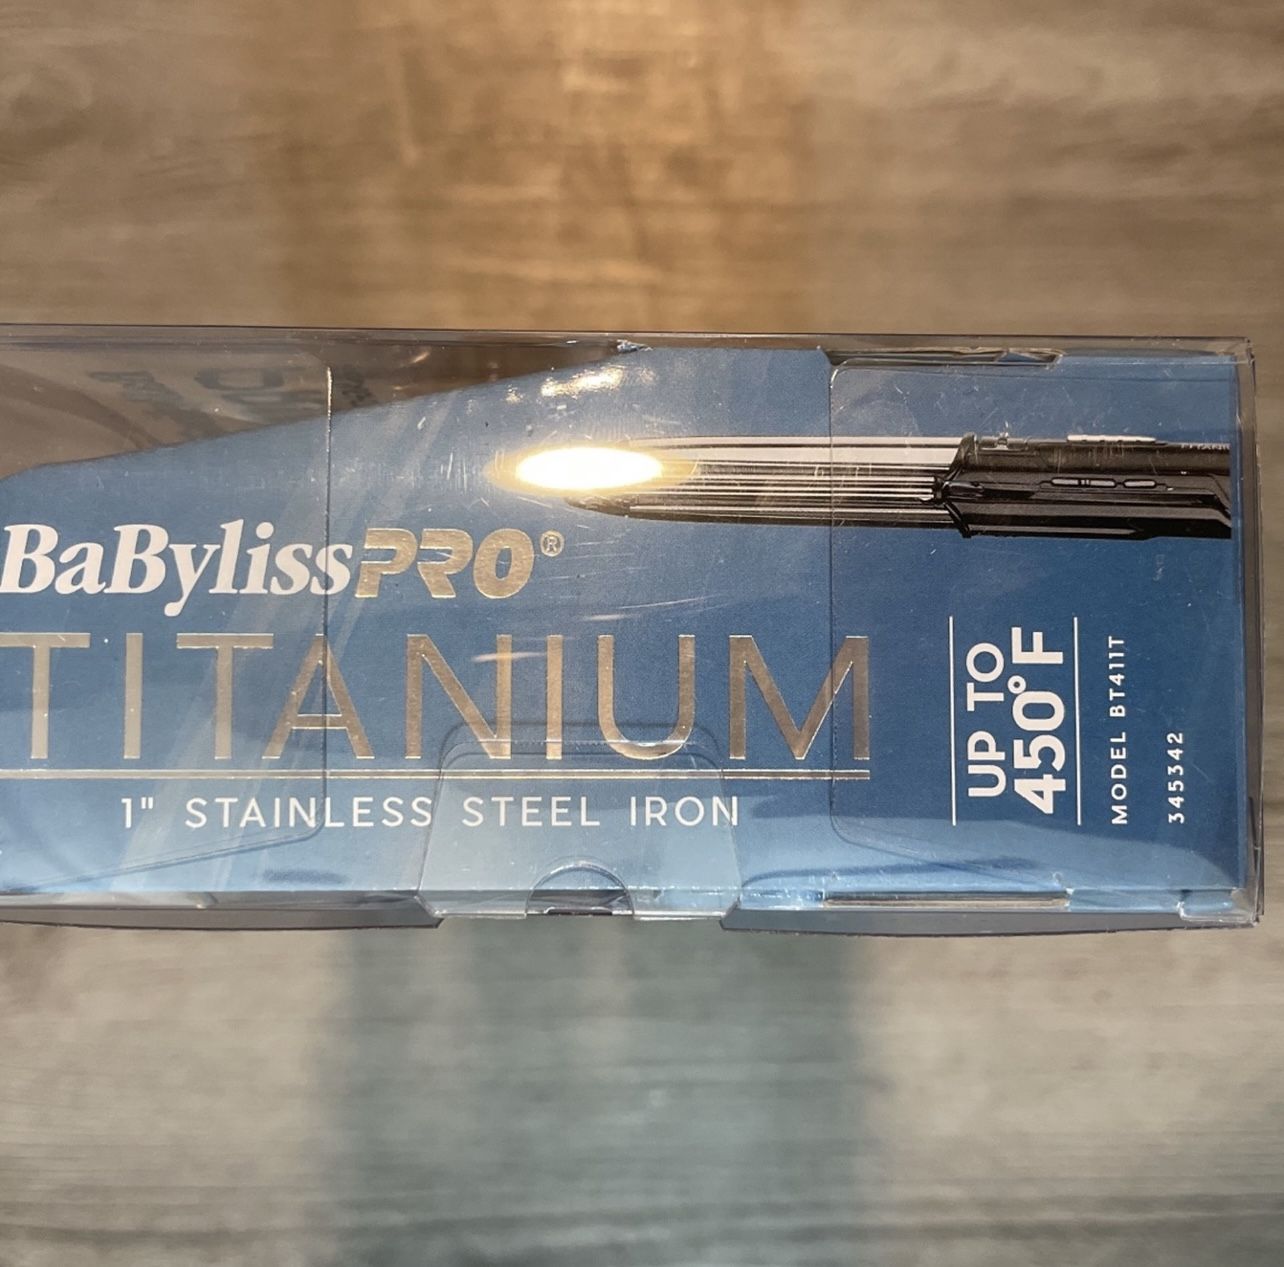 BaBylissPRO®
TITANIUM
1" STAINLESS STEEL IRON
UP TO
450°F
MODEL BT411T
345342